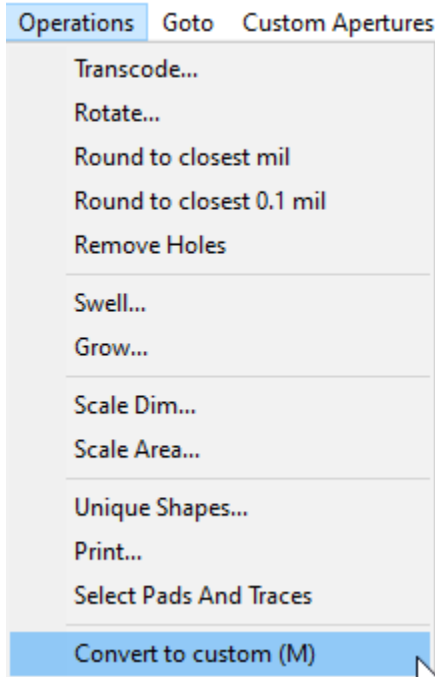 Operations Goto Custom Apertures
Transcode...
Rotate...
Round to closest mil
Round to closest 0.1 mil
Remove Holes
Swell...
Grow...
Scale Dim...
Scale Area...
Unique Shapes...
Print...
Select Pads And Traces
Convert to custom (M)